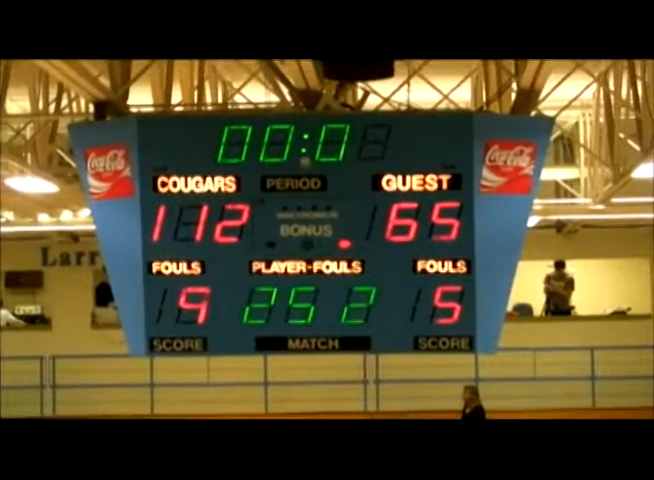 00:0
Coca-Cola
Coca-Cola
COUGARS PERIOD GUEST
112 65
BONUS
FOULS PLAYER-FOULS FOULS
9 25 2 5
SCORE MATCH SCORE
Larr